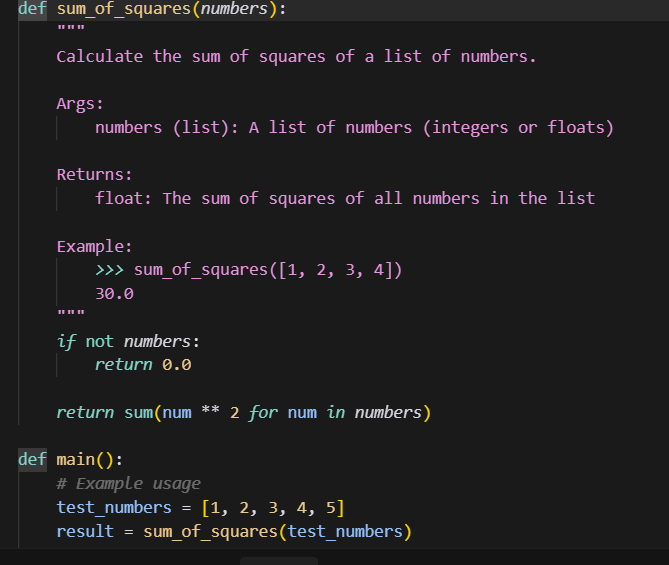 def sum_of_squares(numbers):
    """
    Calculate the sum of squares of a list of numbers.

    Args:
        numbers (list): A list of numbers (integers or floats)

    Returns:
        float: The sum of squares of all numbers in the list

    Example:
        >>> sum_of_squares([1, 2, 3, 4])
        30.0
    """
    if not numbers:
        return 0.0

    return sum(num ** 2 for num in numbers)

def main():
    # Example usage
    test_numbers = [1, 2, 3, 4, 5]
    result = sum_of_squares(test_numbers)